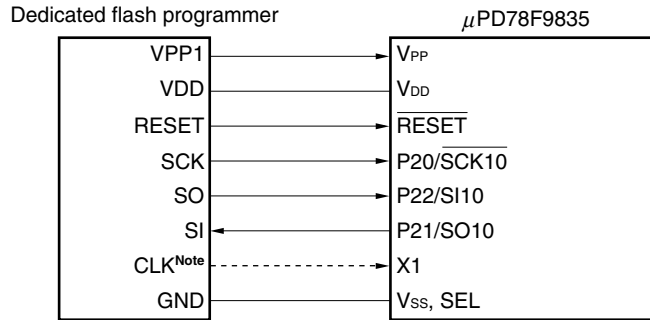 Dedicated flash programmer
μPD78F9835
VPP1 VPP
VDD VDD
RESET RESET
SCK P20/SCK10
SO P22/SI10
SI P21/SO10
CLKNote X1
GND VSS, SEL